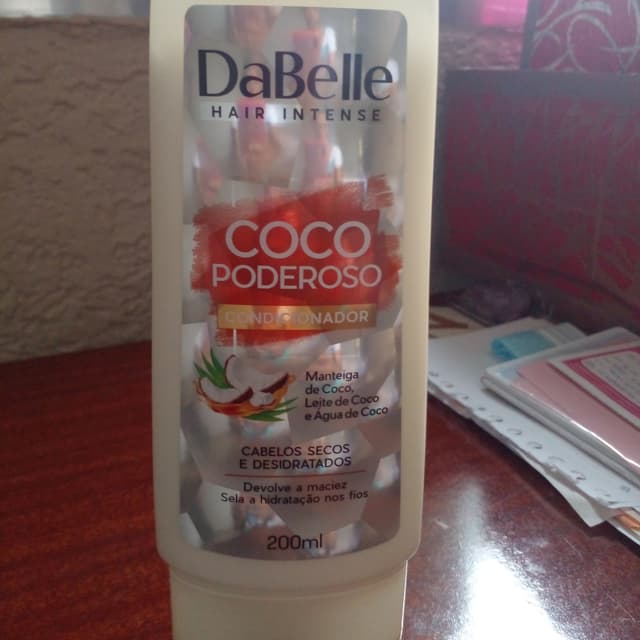 DaBelle
HAIR INTENSE
COCO
PODEROSO
CONDICIONADOR
Manteiga
de Coco,
Leite de Coco
e Água de Coco
CABELOS SECOS
E DESIDRATADOS
Devolve a maciez
Sela a hidratação nos fios
200ml